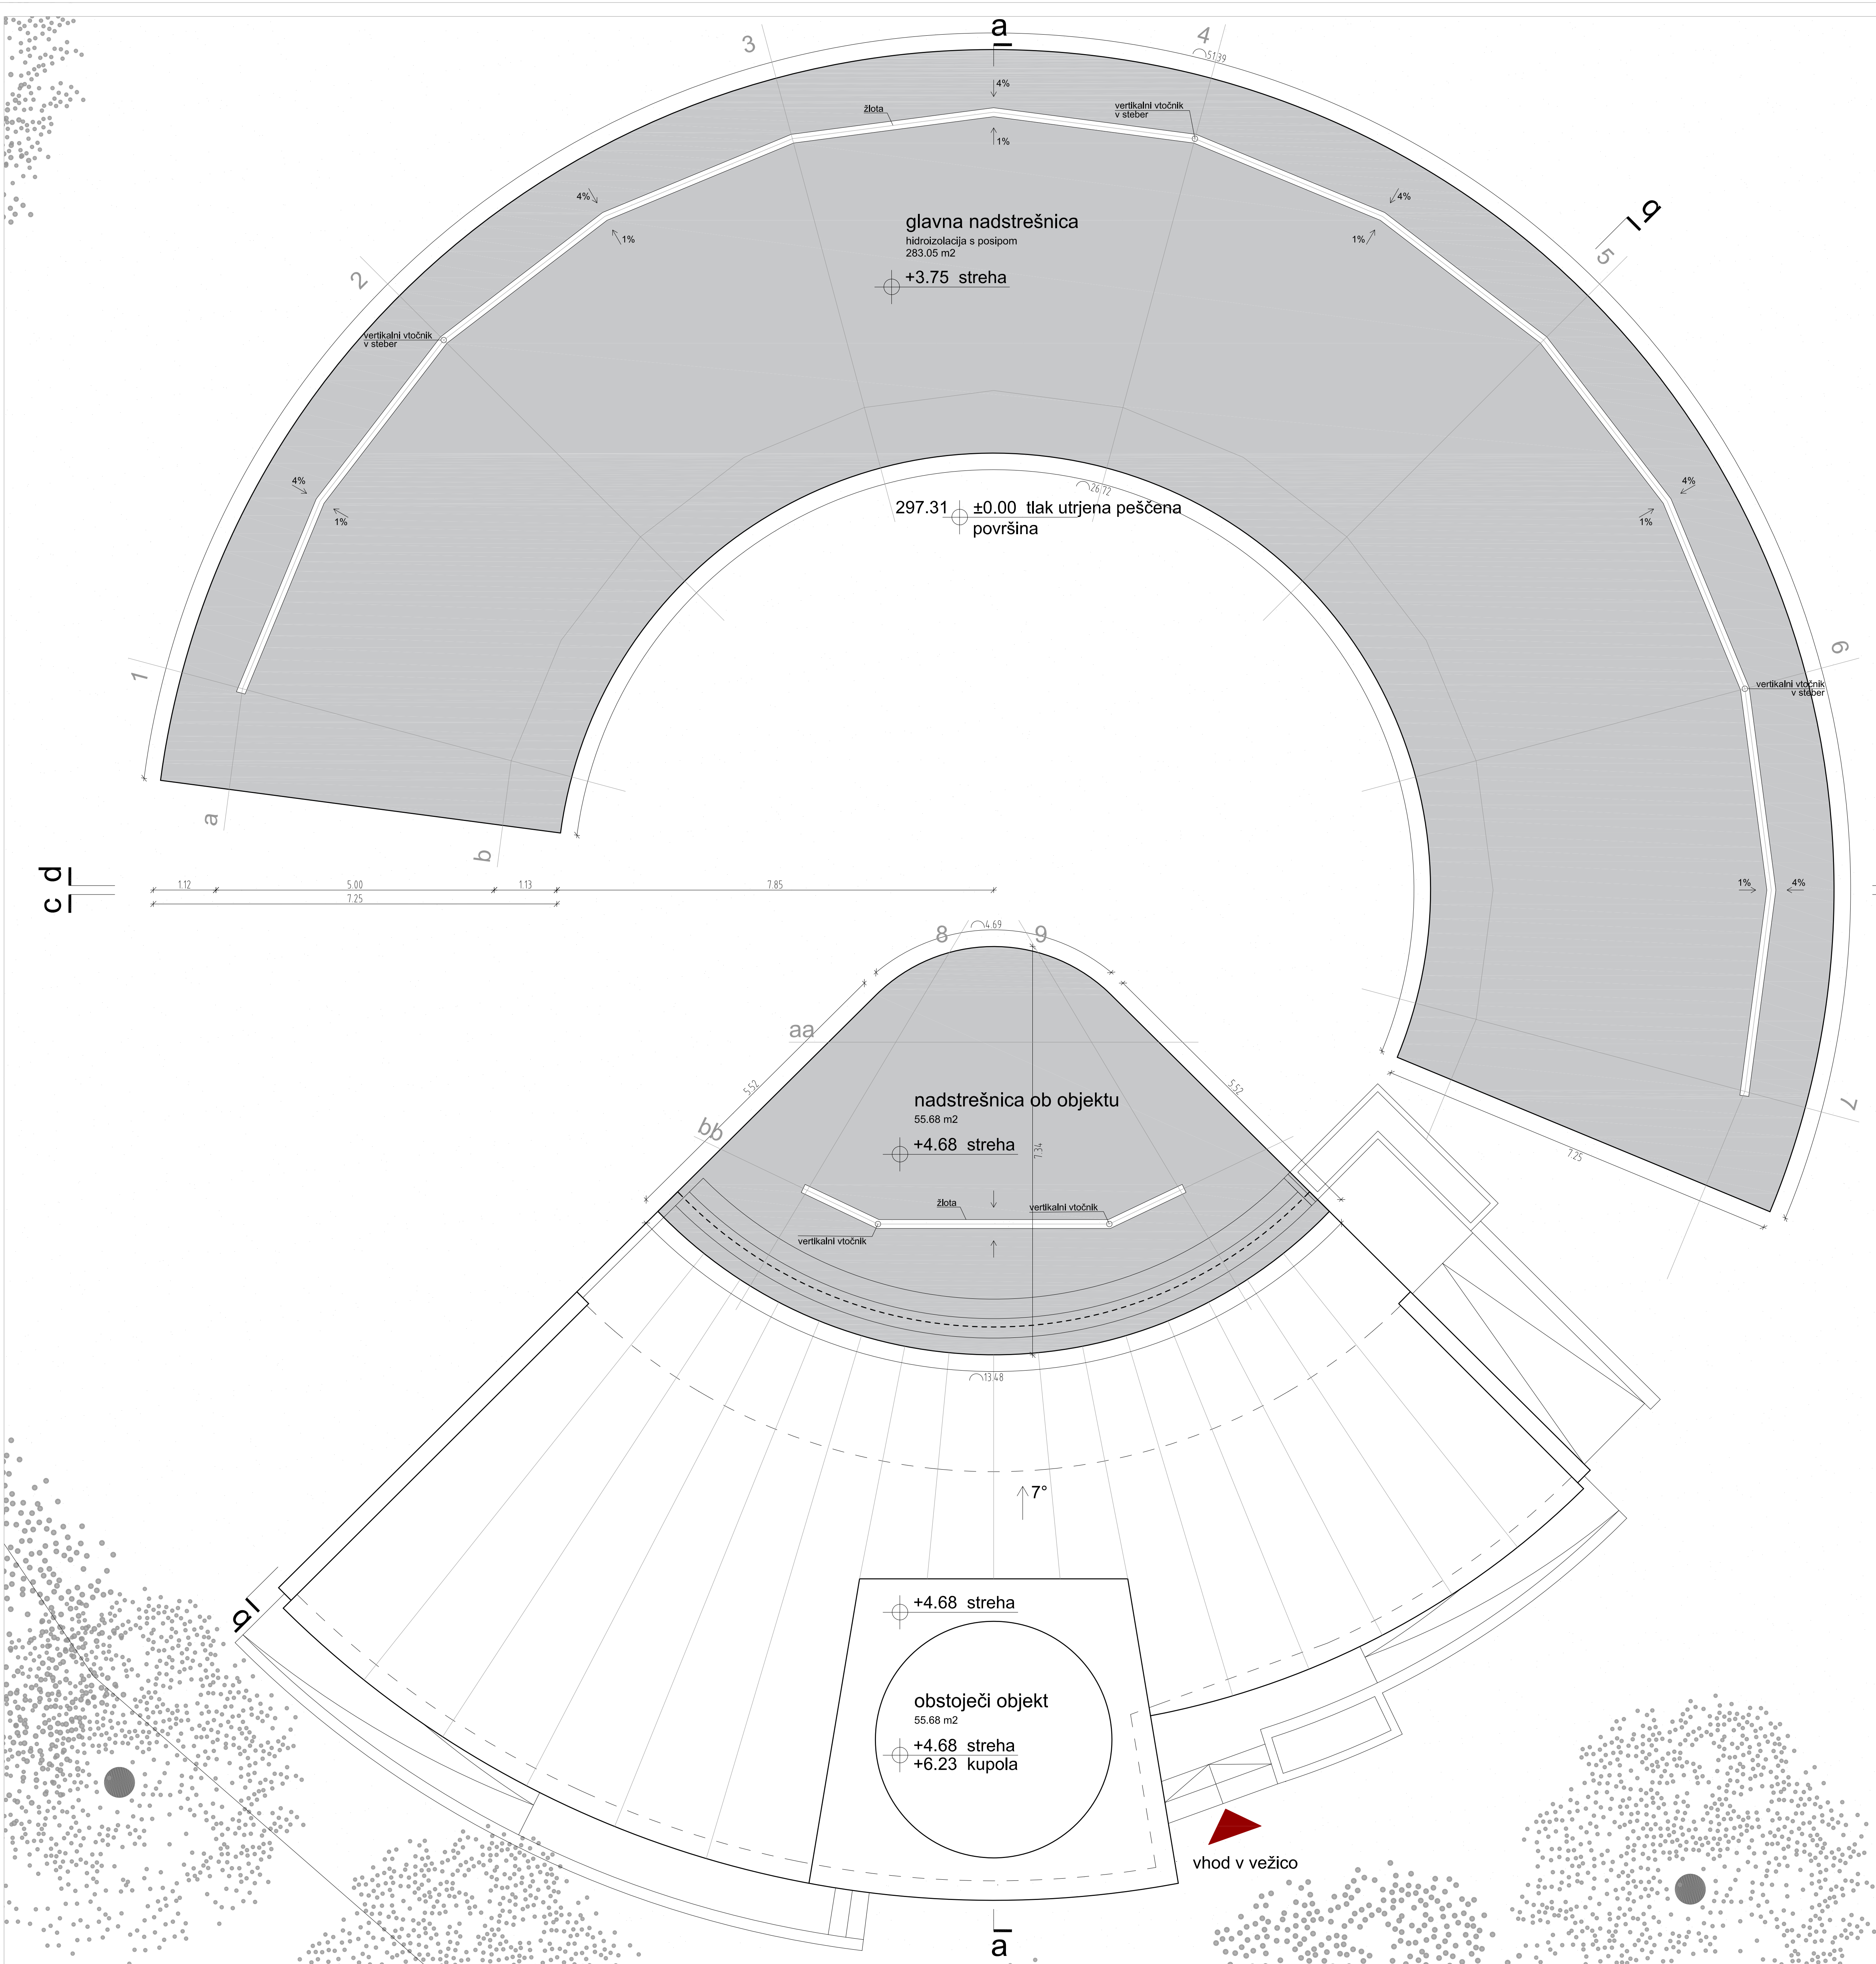 a
3
4
51.39
4%
žlota
vertikalni vtočnik
v steber
1%
4%
1%
4%
1%
b
glavna nadstrešnica
hidroizolacija s posipom
283.05 m2
+3.75 streha
2
5
vertikalni vtočnik
v steber
4%
1%
4%
1%
26.72
297.31 ±0.00 tlak utrjena peščena
površina
1
6
vertikalni vtočnik
v steber
a
b
d
c
1.12
5.00
1.13
7.85
7.25
1%
4%
8
4.69
9
aa
5.52
5.52
nadstrešnica ob objektu
55.68 m2
+4.68 streha
7.34
bb
7
7.25
žlota
vertikalni vtočnik
vertikalni vtočnik
13.48
7°
b
+4.68 streha
obstoječi objekt
55.68 m2
+4.68 streha
+6.23 kupola
vhod v vežico
a